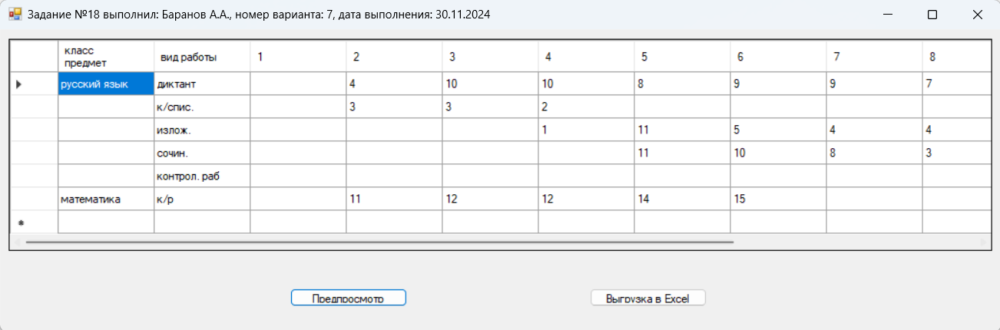 Задание №18 выполнил: Баранов А.А., номер варианта: 7, дата выполнения: 30.11.2024
класс
предмет вид работы 1 2 3 4 5 6 7 8
русский язык диктант 4 10 10 8 9 9 7
к/спис. 3 3 2
излож. 1 11 5 4 4
сочин. 11 10 8 3
контрол. раб
математика к/р 11 12 12 14 15
Предпросмотр Выгрузка в Excel